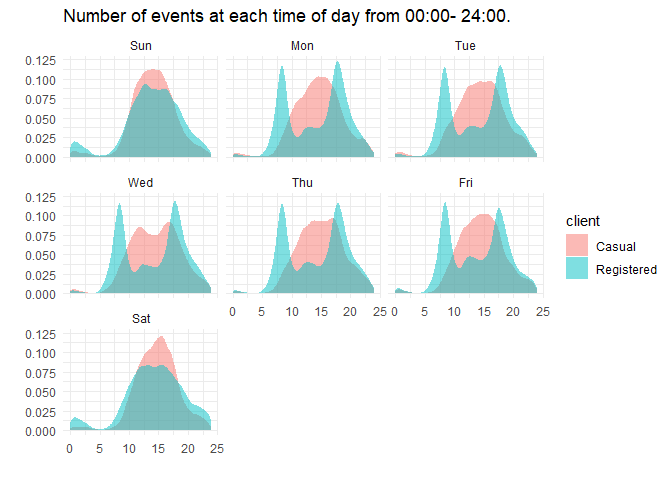 Number of events at each time of day from 00:00- 24:00.
Sun Mon Tue
0.125
0.100
0.075
0.050
0.025
0.000
Wed Thu Fri
0.125
0.100
0.075
0.050
0.025
0.000
0 5 10 15 20 25 0 5 10 15 20 25
Sat
0.125
0.100
0.075
0.050
0.025
0.000
0 5 10 15 20 25
client
Casual
Registered